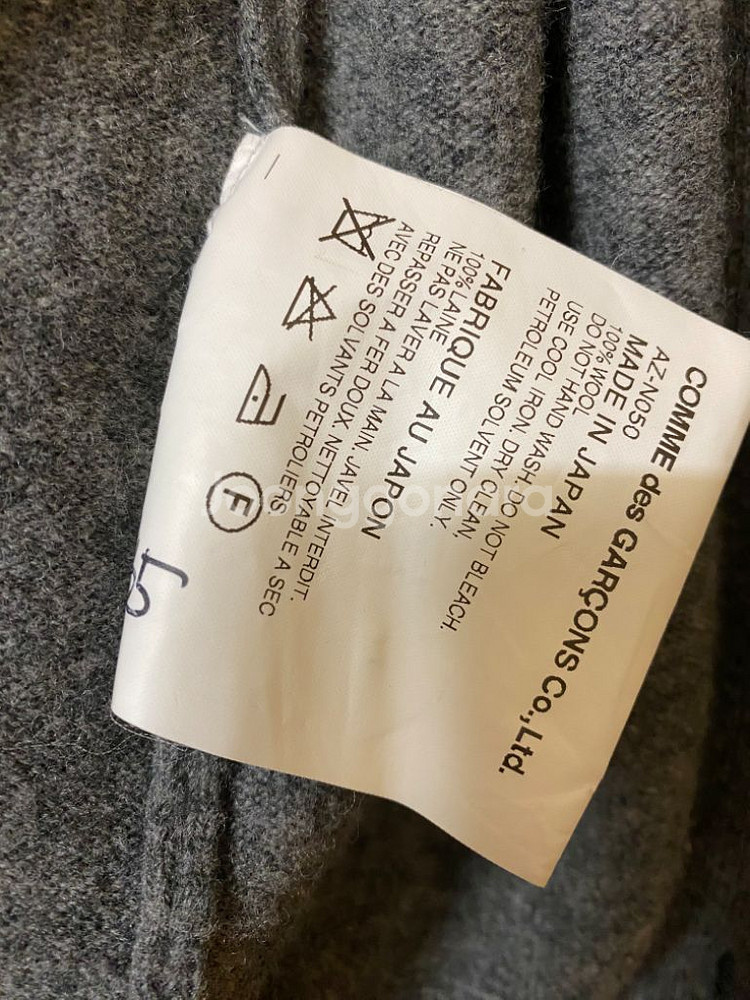 COMME des GARÇONS Co., Ltd.
AZ-N050
MADE IN JAPAN
100% WOOL
DO NOT HAND WASH. DO NOT BLEACH.
USE COOL IRON. DRY CLEAN,
PETROLEUM SOLVENT ONLY.
FABRIQUE AU JAPON
100% LAINE
NE PAS LAVER A LA MAIN. JAVEL INTERDIT.
REPASSER A FER DOUX. NETTOYABLE A SEC
AVEC DES SOLVANTS PETROLIERS
F